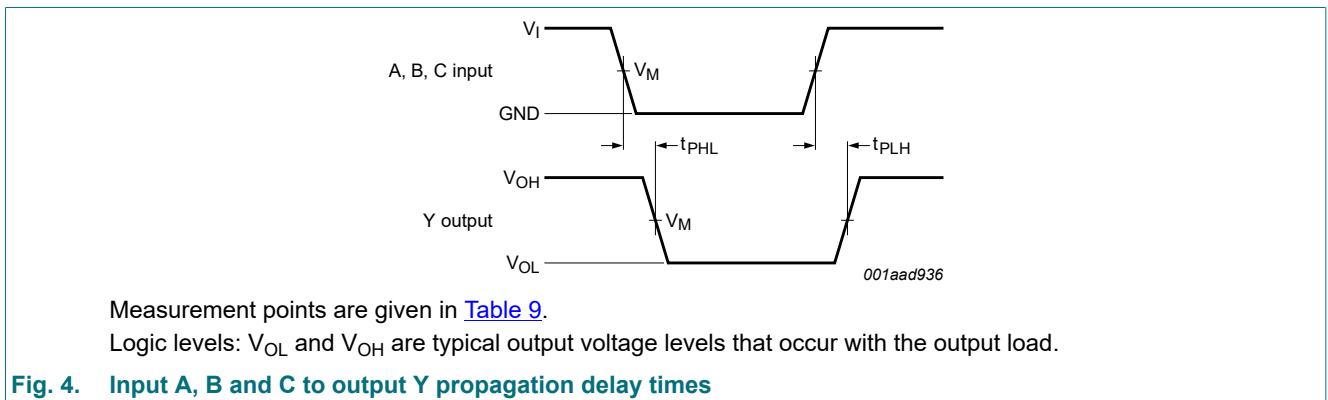 VI
A, B, C input
VM
GND
tPHL
tPLH
VOH
Y output
VM
VOL
001aad936
Measurement points are given in Table 9.
Logic levels: VOL and VOH are typical output voltage levels that occur with the output load.
Fig. 4. Input A, B and C to output Y propagation delay times